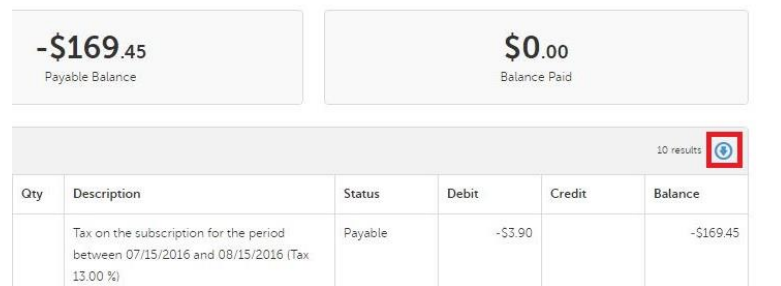 -$169.45
$0.00
Payable Balance
Balance Paid
10 results
Qty Description Status Debit Credit Balance
Tax on the subscription for the period Payable -$3.90 -$169.45
between 07/15/2016 and 08/15/2016 (Tax
13.00 %)